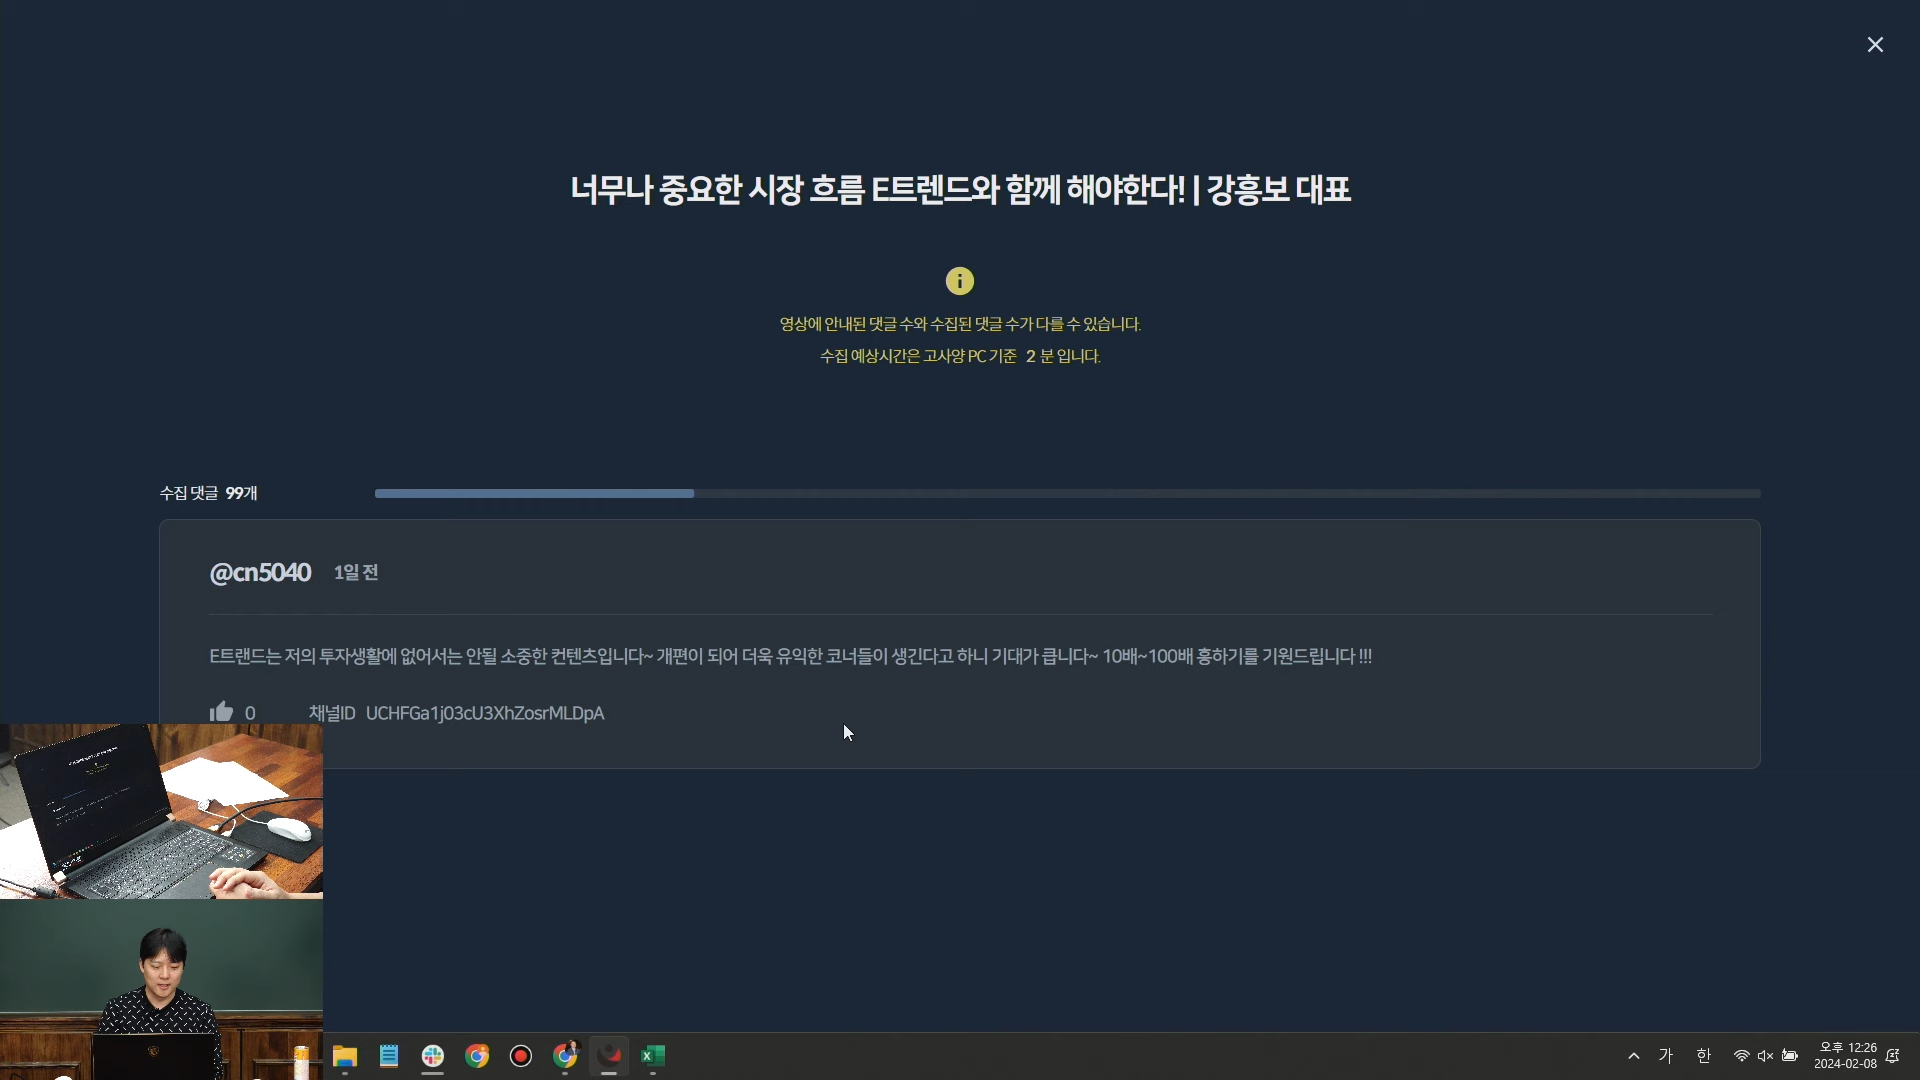 너무나 중요한 시장 흐름 E트렌드와 함께 해야한다! | 강흥보 대표
영상에 안내된 댓글 수와 수집된 댓글 수가 다를 수 있습니다.
수집 예상시간은 고사양 PC 기준 2 분 입니다.
수집 댓글 99개
@cn5040 1일 전
E트랜드는 저의 투자생활에 없어서는 안될 소중한 컨텐츠입니다~ 개편이 되어 더욱 유익한 코너들이 생긴다고 하니 기대가 큽니다~ 10배~100배 흥하기를 기원드립니다 !!!
0 채널ID UCHFGa1j03cU3XhZosrMLDpA
가 한 오후 12:26
2024-02-08